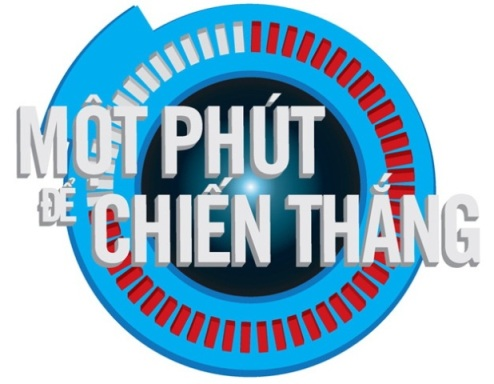 MỘT PHÚT
ĐỂ CHIẾN THẮNG